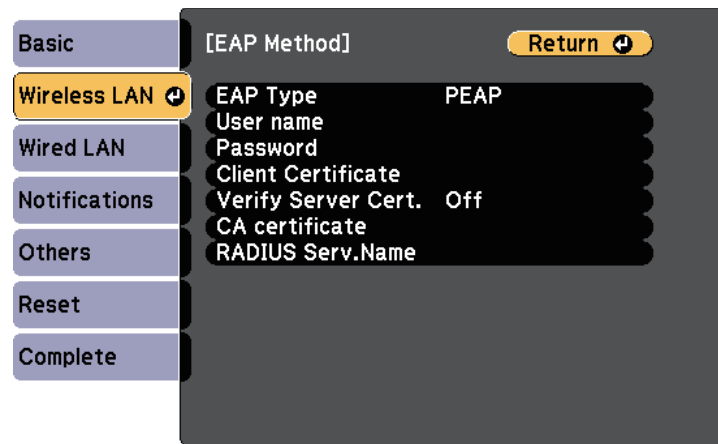 Basic
Wireless LAN
Wired LAN
Notifications
Others
Reset
Complete
[EAP Method]
Return
EAP Type PEAP
User name
Password
Client Certificate
Verify Server Cert. Off
CA certificate
RADIUS Serv.Name